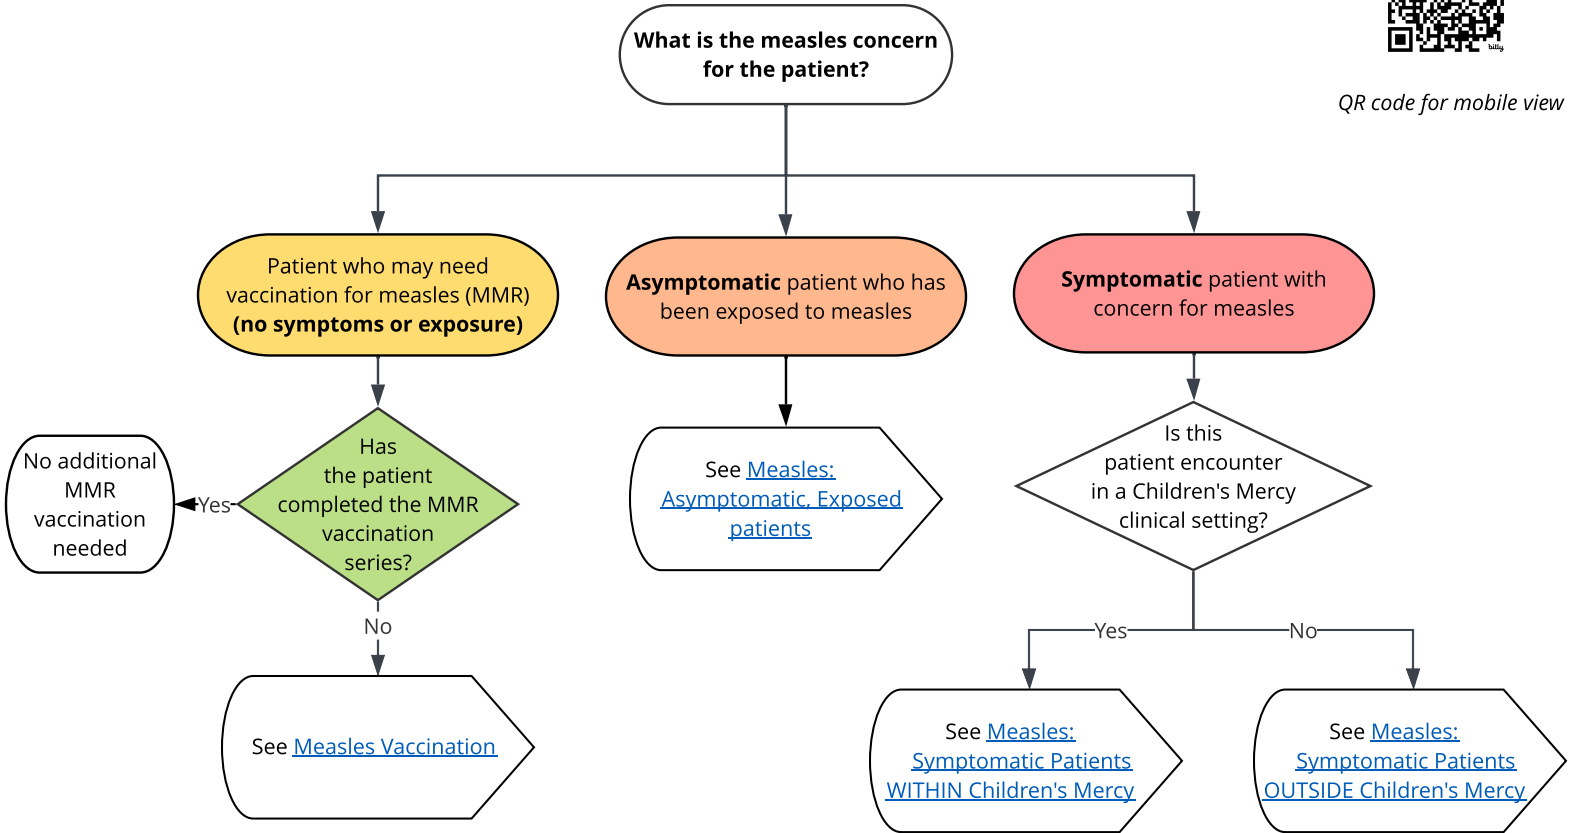 What is the measles concern
for the patient?
bitly
QR code for mobile view
Patient who may need
vaccination for measles (MMR)
(no symptoms or exposure)
Asymptomatic patient who has
been exposed to measles
Symptomatic patient with
concern for measles
Has
the patient
completed the MMR
vaccination
series?
Yes
No additional
MMR
vaccination
needed
No
See Measles Vaccination
See Measles:
Asymptomatic, Exposed
patients
Is this
patient encounter
in a Children's Mercy
clinical setting?
Yes
No
See Measles:
Symptomatic Patients
WITHIN Children's Mercy
See Measles:
Symptomatic Patients
OUTSIDE Children's Mercy